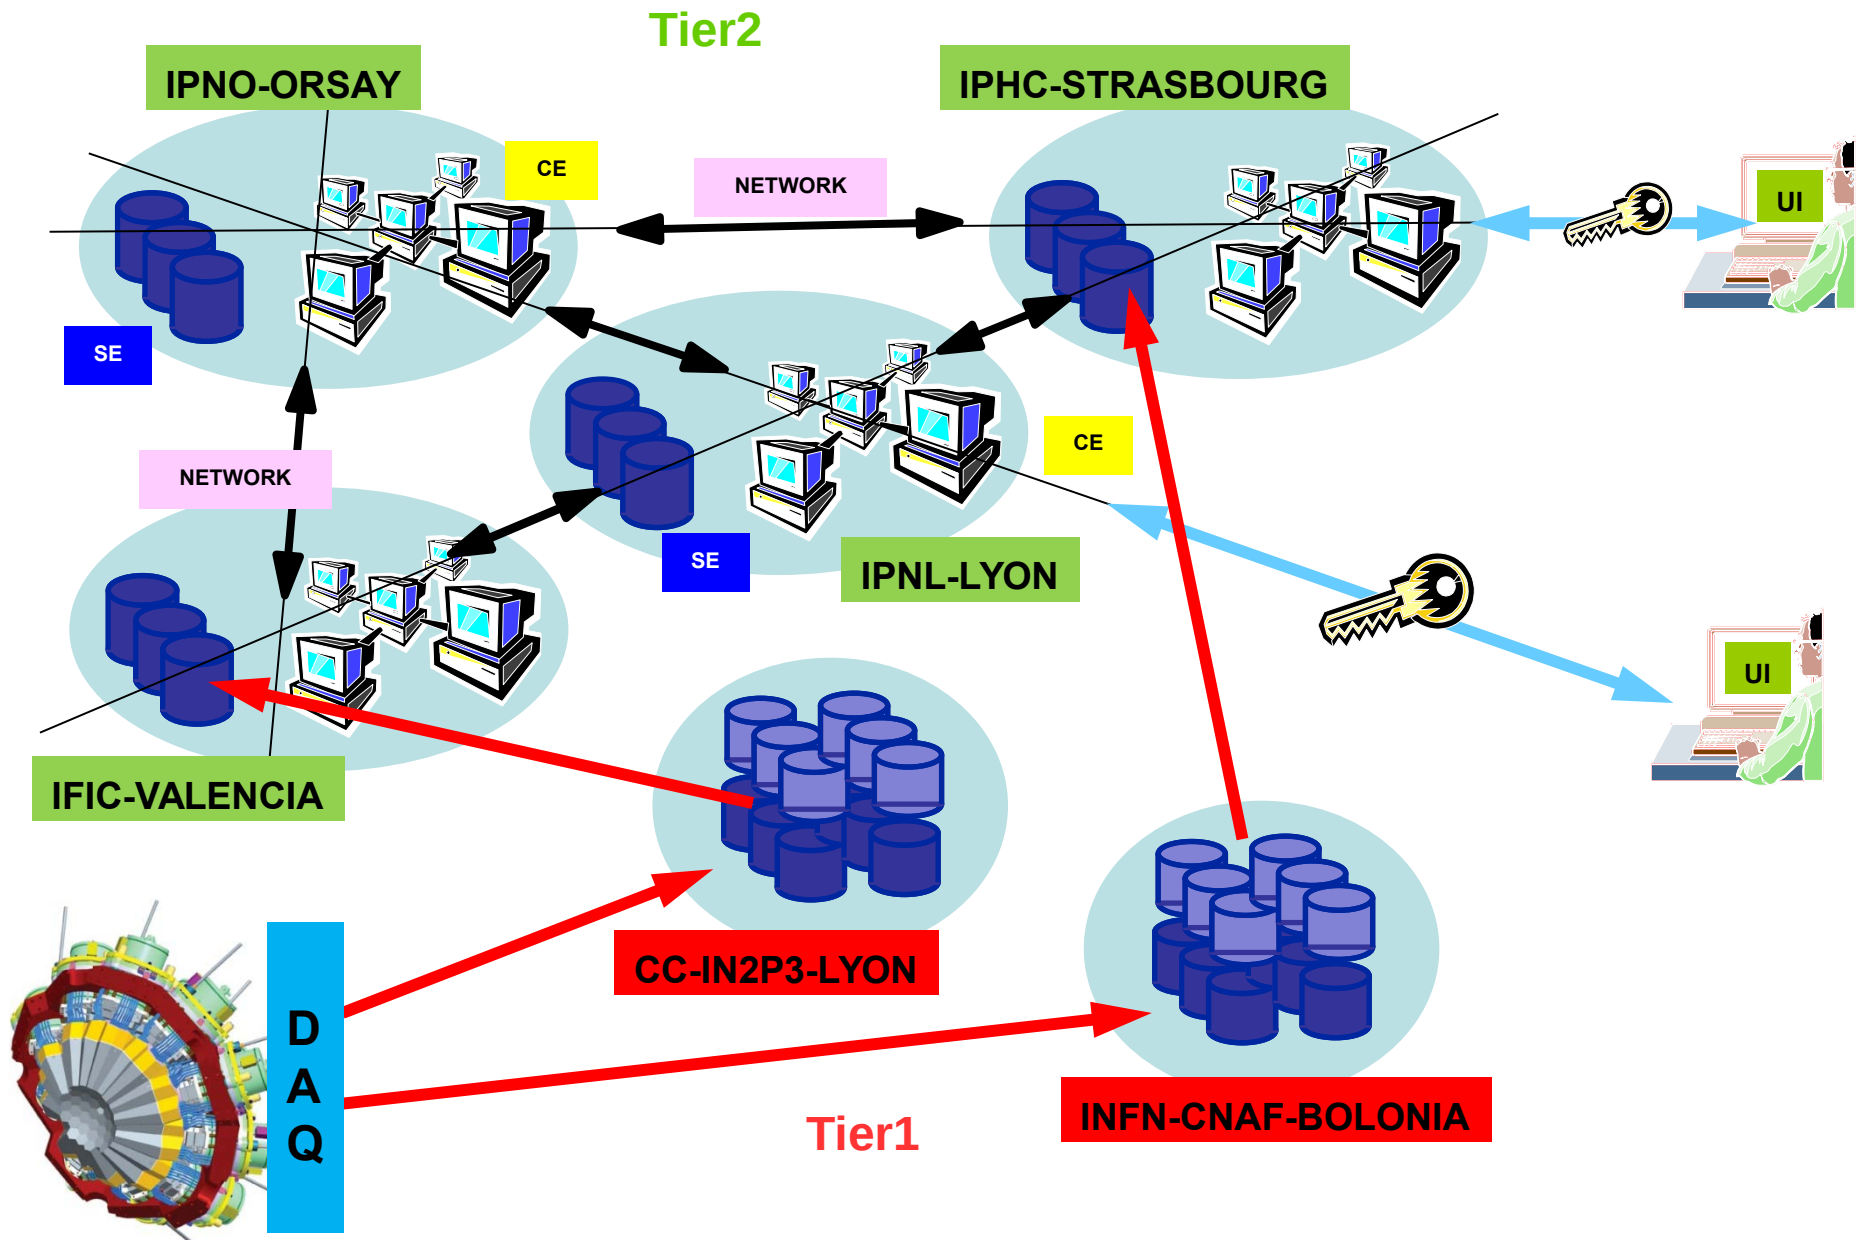 Tier2
IPNO-ORSAY
IPHC-STRASBOURG
CE
NETWORK
UI
SE
CE
NETWORK
SE
IPNL-LYON
UI
IFIC-VALENCIA
CC-IN2P3-LYON
D
A
Q
INFN-CNAF-BOLONIA
Tier1